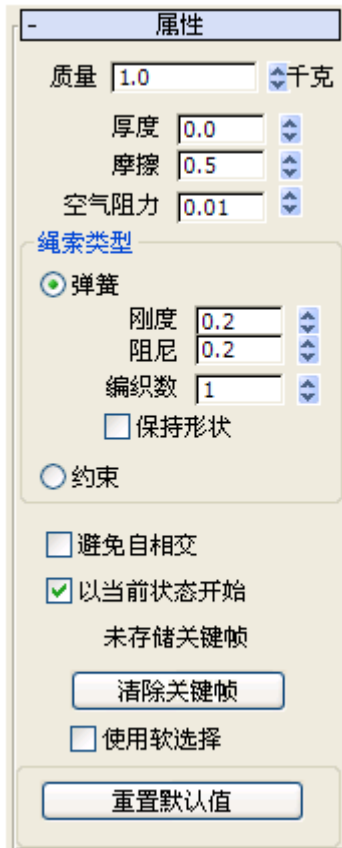 - 属性
质量 1.0 千克
厚度 0.0
摩擦 0.5
空气阻力 0.01
绳索类型
弹簧
刚度 0.2
阻尼 0.2
编织数 1
保持形状
约束
避免自相交
以当前状态开始
未存储关键帧
清除关键帧
使用软选择
重置默认值